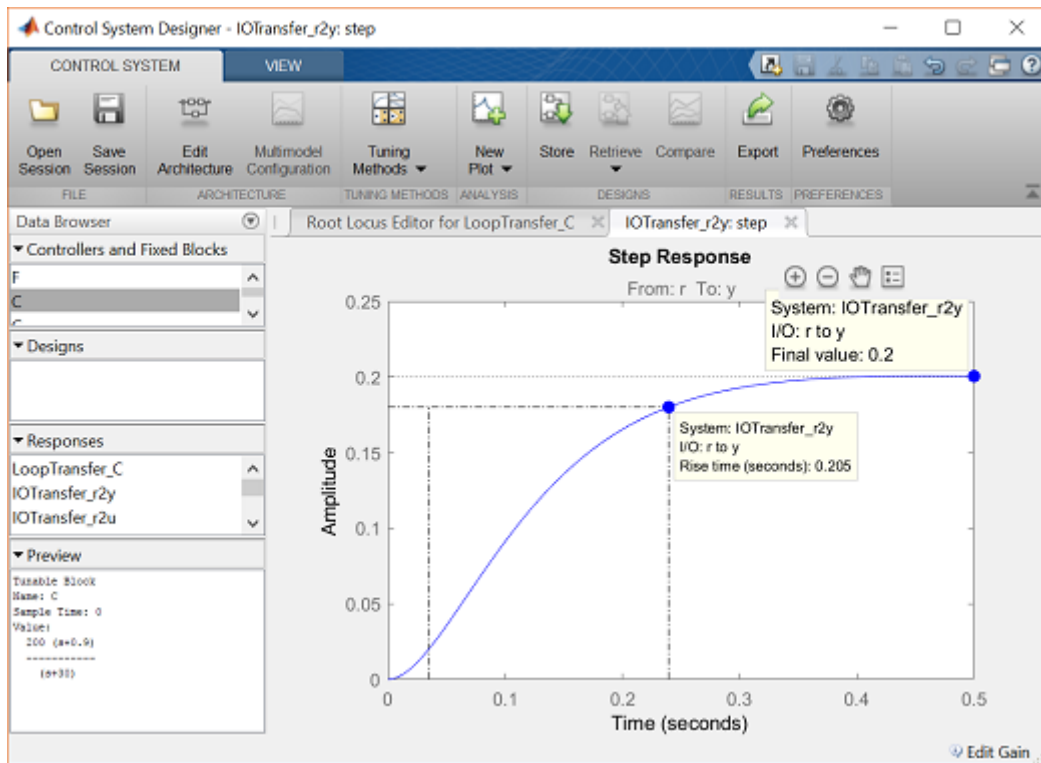 Control System Designer - IOTransfer_r2y: step
CONTROL SYSTEM
VIEW
Open Session
Save Session
Edit Architecture
Multimodel Configuration
Tuning Methods
New Plot
Store
Retrieve
Compare
Export
Preferences
FILE
ARCHITECTURE
TUNING METHODS
ANALYSIS
DESIGNS
RESULTS
PREFERENCES
Data Browser
Controllers and Fixed Blocks
F
C
Designs
Responses
LoopTransfer_C
IOTransfer_r2y
IOTransfer_r2u
Preview
Tunable Block
Name: C
Sample Time: 0
Value:
200 (s+0.9)
-----------
(s+30)
Root Locus Editor for LoopTransfer_C
IOTransfer_r2y: step
Step Response
From: r To: y
System: IOTransfer_r2y
I/O: r to y
Final value: 0.2
System: IOTransfer_r2y
I/O: r to y
Rise time (seconds): 0.205
Amplitude
0.25
0.2
0.15
0.1
0.05
0
0
0.1
0.2
0.3
0.4
0.5
Time (seconds)
Edit Gain